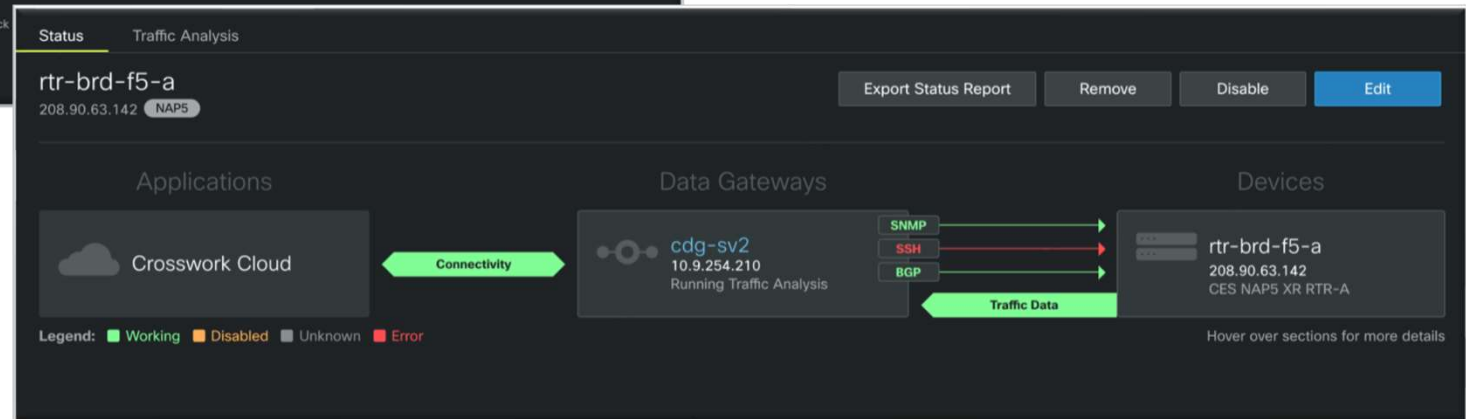 ck
Status Traffic Analysis
rtr-brd-f5-a
208.90.63.142 NAP5
Export Status Report Remove Disable Edit
Applications Data Gateways Devices
Crosswork Cloud
Connectivity
cdg-sv2
10.9.254.210
Running Traffic Analysis
SNMP
SSH
BGP
Traffic Data
rtr-brd-f5-a
208.90.63.142
CES NAP5 XR RTR-A
Legend: Working Disabled Unknown Error
Hover over sections for more details